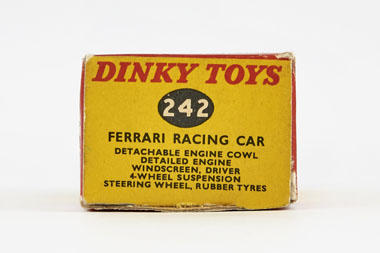 DINKY TOYS
242
FERRARI RACING CAR
DETACHABLE ENGINE COWL
DETAILED ENGINE
WINDSCREEN, DRIVER
4-WHEEL SUSPENSION
STEERING WHEEL, RUBBER TYRES